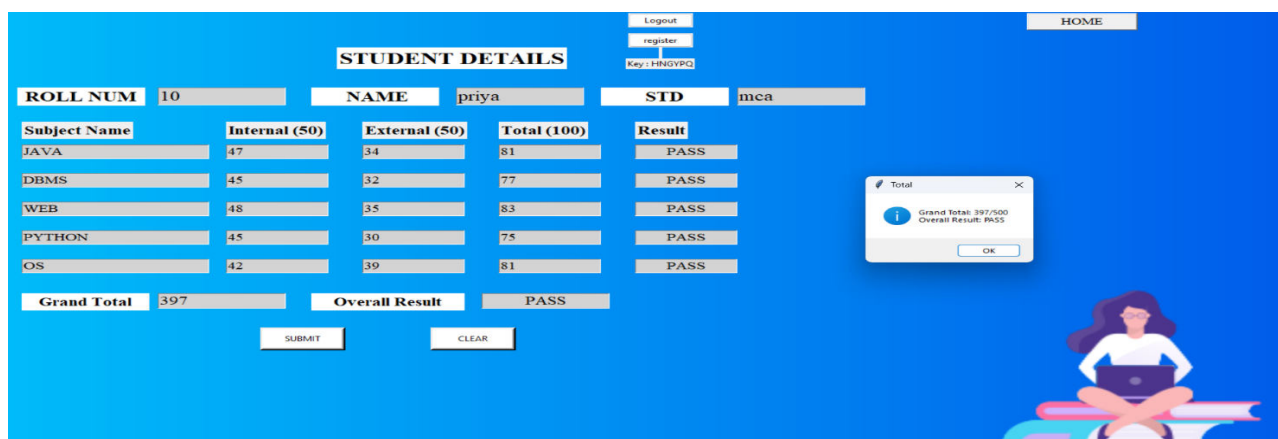 Logout
HOME
register
STUDENT DETAILS
Key : HNGYPQ
ROLL NUM 10 NAME priya STD mca
Subject Name Internal (50) External (50) Total (100) Result
JAVA 47 34 81 PASS
DBMS 45 32 77 PASS
WEB 48 35 83 PASS
PYTHON 45 30 75 PASS
OS 42 39 81 PASS
Grand Total 397 Overall Result PASS
SUBMIT CLEAR
Total
Grand Total: 397/500
Overall Result: PASS
OK